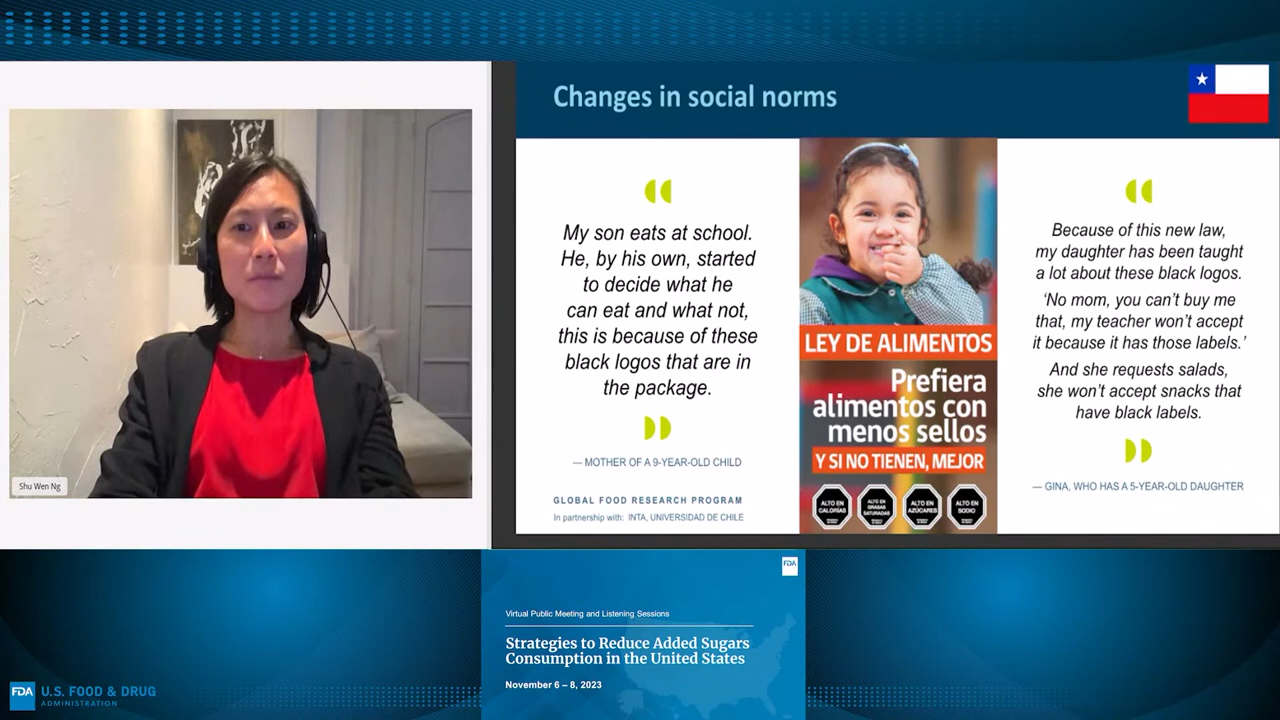 Changes in social norms
My son eats at school.
He, by his own, started
to decide what he
can eat and what not,
this is because of these
black logos that are in
the package.
— MOTHER OF A 9-YEAR-OLD CHILD
GLOBAL FOOD RESEARCH PROGRAM
In partnership with: INTA, UNIVERSIDAD DE CHILE
LEY DE ALIMENTOS
Prefiera
alimentos con
menos sellos
Y SI NO TIENEN, MEJOR
ALTO EN
CALORÍAS
ALTO EN
GRASAS
SATURADAS
ALTO EN
AZÚCARES
ALTO EN
SODIO
Because of this new law,
my daughter has been taught
a lot about these black logos.
‘No mom, you can’t buy me
that, my teacher won’t accept
it because it has those labels.’
And she requests salads,
she won’t accept snacks that
have black labels.
— GINA, WHO HAS A 5-YEAR-OLD DAUGHTER
Shu Wen Ng
FDA
Virtual Public Meeting and Listening Sessions
Strategies to Reduce Added Sugars
Consumption in the United States
November 6 – 8, 2023
FDA U.S. FOOD & DRUG
ADMINISTRATION